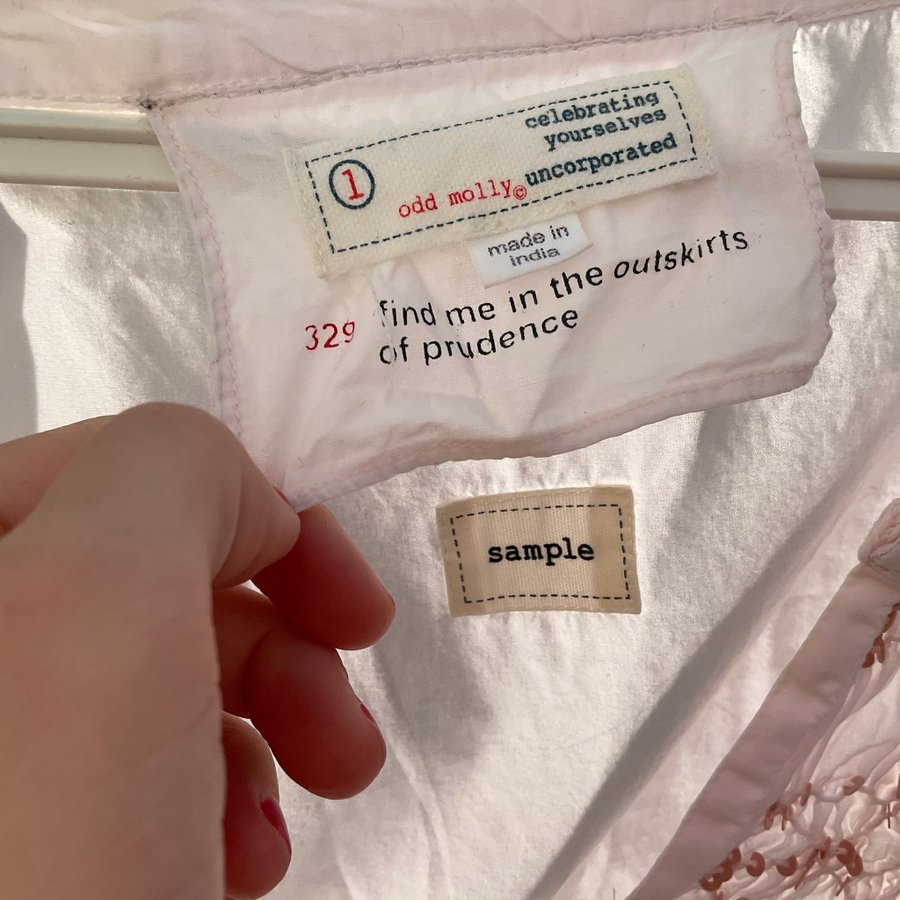 celebrating
yourselves
1 odd molly© uncorporated
made in
india
329 find me in the outskirts
of prudence
sample